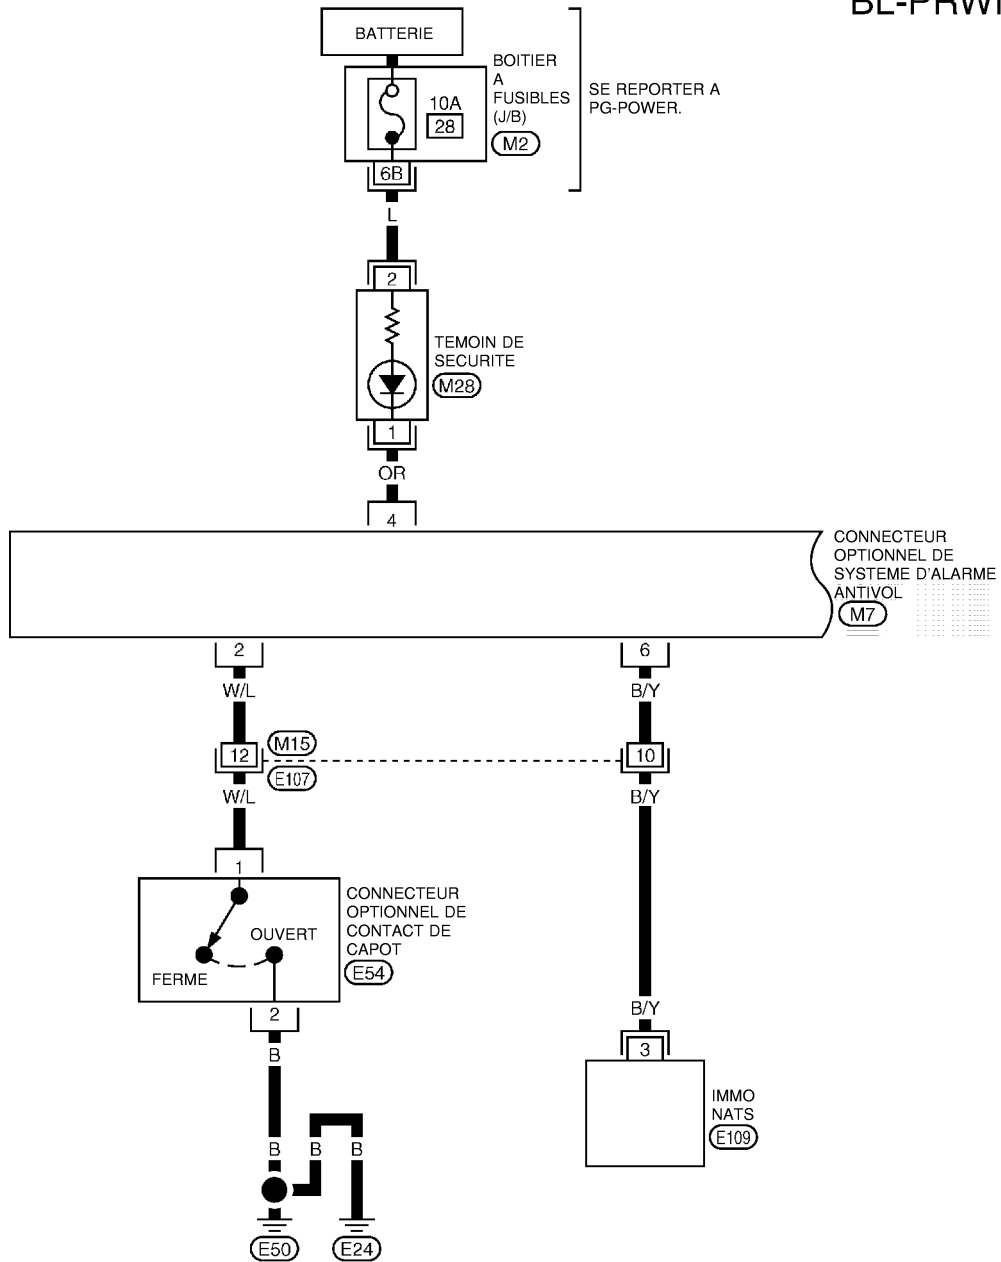 BL-PRWI
BATTERIE
BOITIER
A
FUSIBLES
(J/B)
M2
10A
28
SE REPORTER A
PG-POWER.
6B
L
2
TEMOIN DE
SECURITE
M28
1
OR
4
CONNECTEUR
OPTIONNEL DE
SYSTEME D'ALARME
ANTIVOL
M7
2
6
W/L
B/Y
12
M15
10
E107
W/L
B/Y
1
CONNECTEUR
OPTIONNEL DE
CONTACT DE
CAPOT
E54
OUVERT
FERME
2
B/Y
3
B
IMMO
NATS
E109
B
B
B
E50
E24